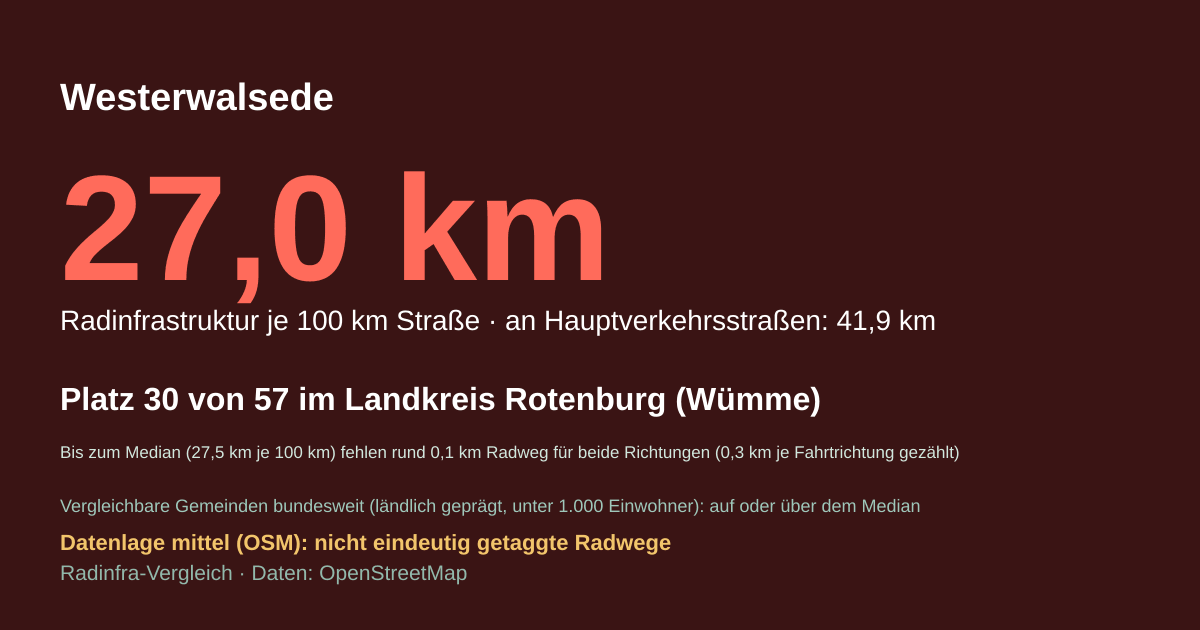 Westerwalsede
27,0 km
Radinfrastruktur je 100 km Straße · an Hauptverkehrsstraßen: 41,9 km
Platz 30 von 57 im Landkreis Rotenburg (Wümme)
Bis zum Median (27,5 km je 100 km) fehlen rund 0,1 km Radweg für beide Richtungen (0,3 km je Fahrtrichtung gezählt)
Vergleichbare Gemeinden bundesweit (ländlich geprägt, unter 1.000 Einwohner): auf oder über dem Median
Datenlage mittel (OSM): nicht eindeutig getaggte Radwege
Radinfra-Vergleich · Daten: OpenStreetMap